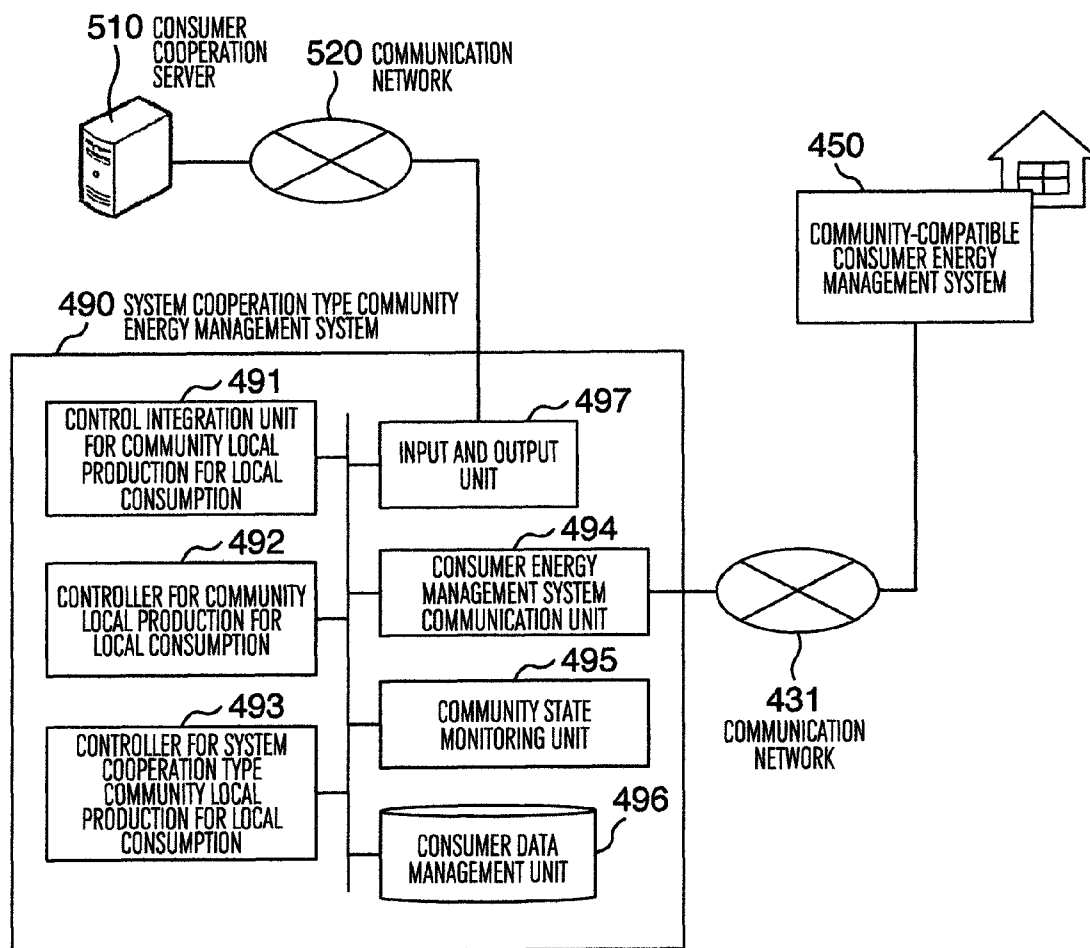 510 CONSUMER
COOPERATION
SERVER
520 COMMUNICATION
NETWORK
450
COMMUNITY-COMPATIBLE
CONSUMER ENERGY
MANAGEMENT SYSTEM
490 SYSTEM COOPERATION TYPE COMMUNITY
ENERGY MANAGEMENT SYSTEM
491
CONTROL INTEGRATION UNIT
FOR COMMUNITY LOCAL
PRODUCTION FOR LOCAL
CONSUMPTION
497
INPUT AND OUTPUT
UNIT
492
CONTROLLER FOR COMMUNITY
LOCAL PRODUCTION FOR
LOCAL CONSUMPTION
494
CONSUMER ENERGY
MANAGEMENT SYSTEM
COMMUNICATION UNIT
431
COMMUNICATION
NETWORK
493
CONTROLLER FOR SYSTEM
COOPERATION TYPE
COMMUNITY LOCAL
PRODUCTION FOR LOCAL
CONSUMPTION
495
COMMUNITY STATE
MONITORING UNIT
496
CONSUMER DATA
MANAGEMENT UNIT